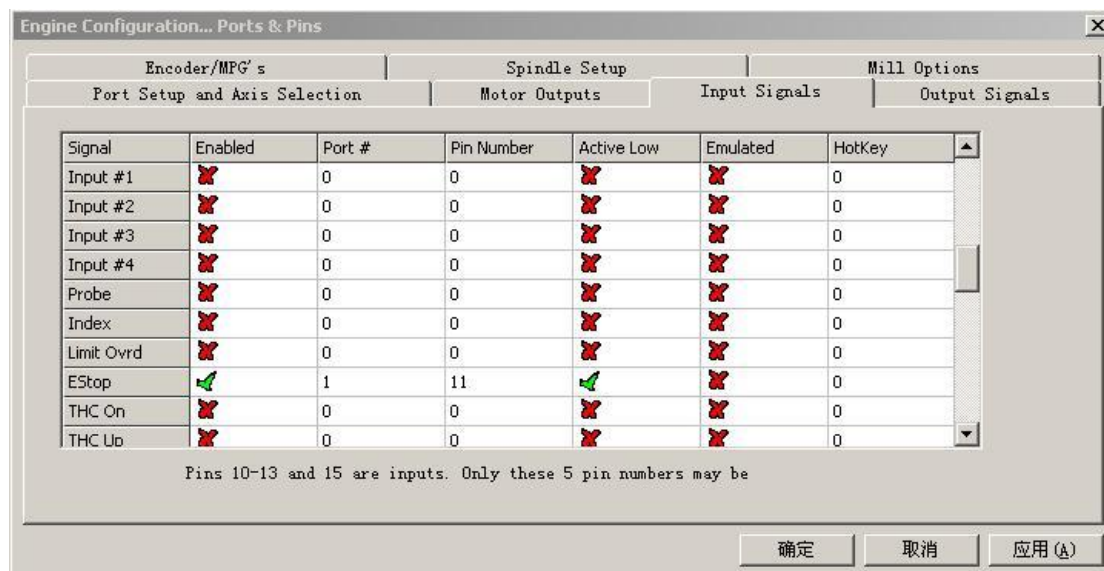 Engine Configuration... Ports & Pins
Encoder/MPG's Spindle Setup Mill Options
Port Setup and Axis Selection Motor Outputs Input Signals Output Signals
Signal Enabled Port # Pin Number Active Low Emulated HotKey
Input #1 0 0 0
Input #2 0 0 0
Input #3 0 0 0
Input #4 0 0 0
Probe 0 0 0
Index 0 0 0
Limit Ovrd 0 0 0
EStop 1 11 0
THC On 0 0 0
THC Up 0 0 0
Pins 10-13 and 15 are inputs. Only these 5 pin numbers may be
确定 取消 应用(A)